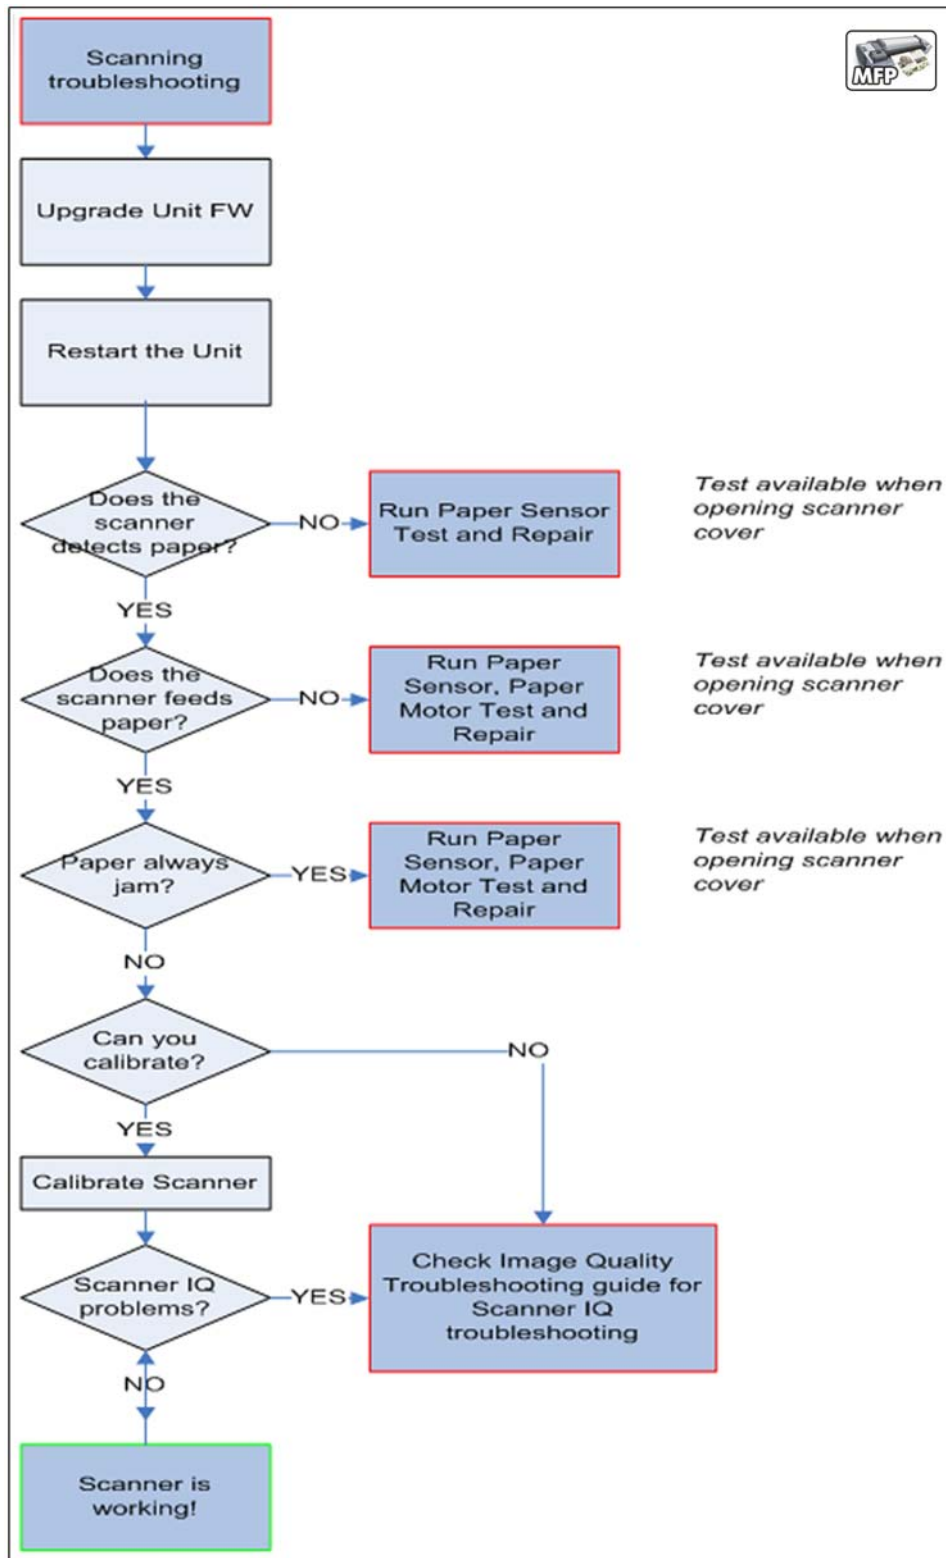 Scanning
troubleshooting
MFP
Upgrade Unit FW
Restart the Unit
Does the
scanner
detects paper?
NO
Run Paper Sensor
Test and Repair
Test available when
opening scanner
cover
YES
Does the
scanner feeds
paper?
NO
Run Paper
Sensor, Paper
Motor Test and
Repair
Test available when
opening scanner
cover
YES
Paper always
jam?
YES
Run Paper
Sensor, Paper
Motor Test and
Repair
Test available when
opening scanner
cover
NO
Can you
calibrate?
NO
YES
Calibrate Scanner
Scanner IQ
problems?
YES
Check Image Quality
Troubleshooting guide for
Scanner IQ
troubleshooting
NO
Scanner is
working!